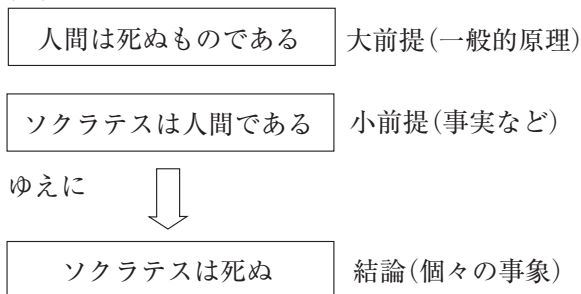 人間は死ぬものである 大前提(一般的原理)
ソクラテスは人間である 小前提(事実など)
ゆえに
ソクラテスは死ぬ 結論(個々の事象)